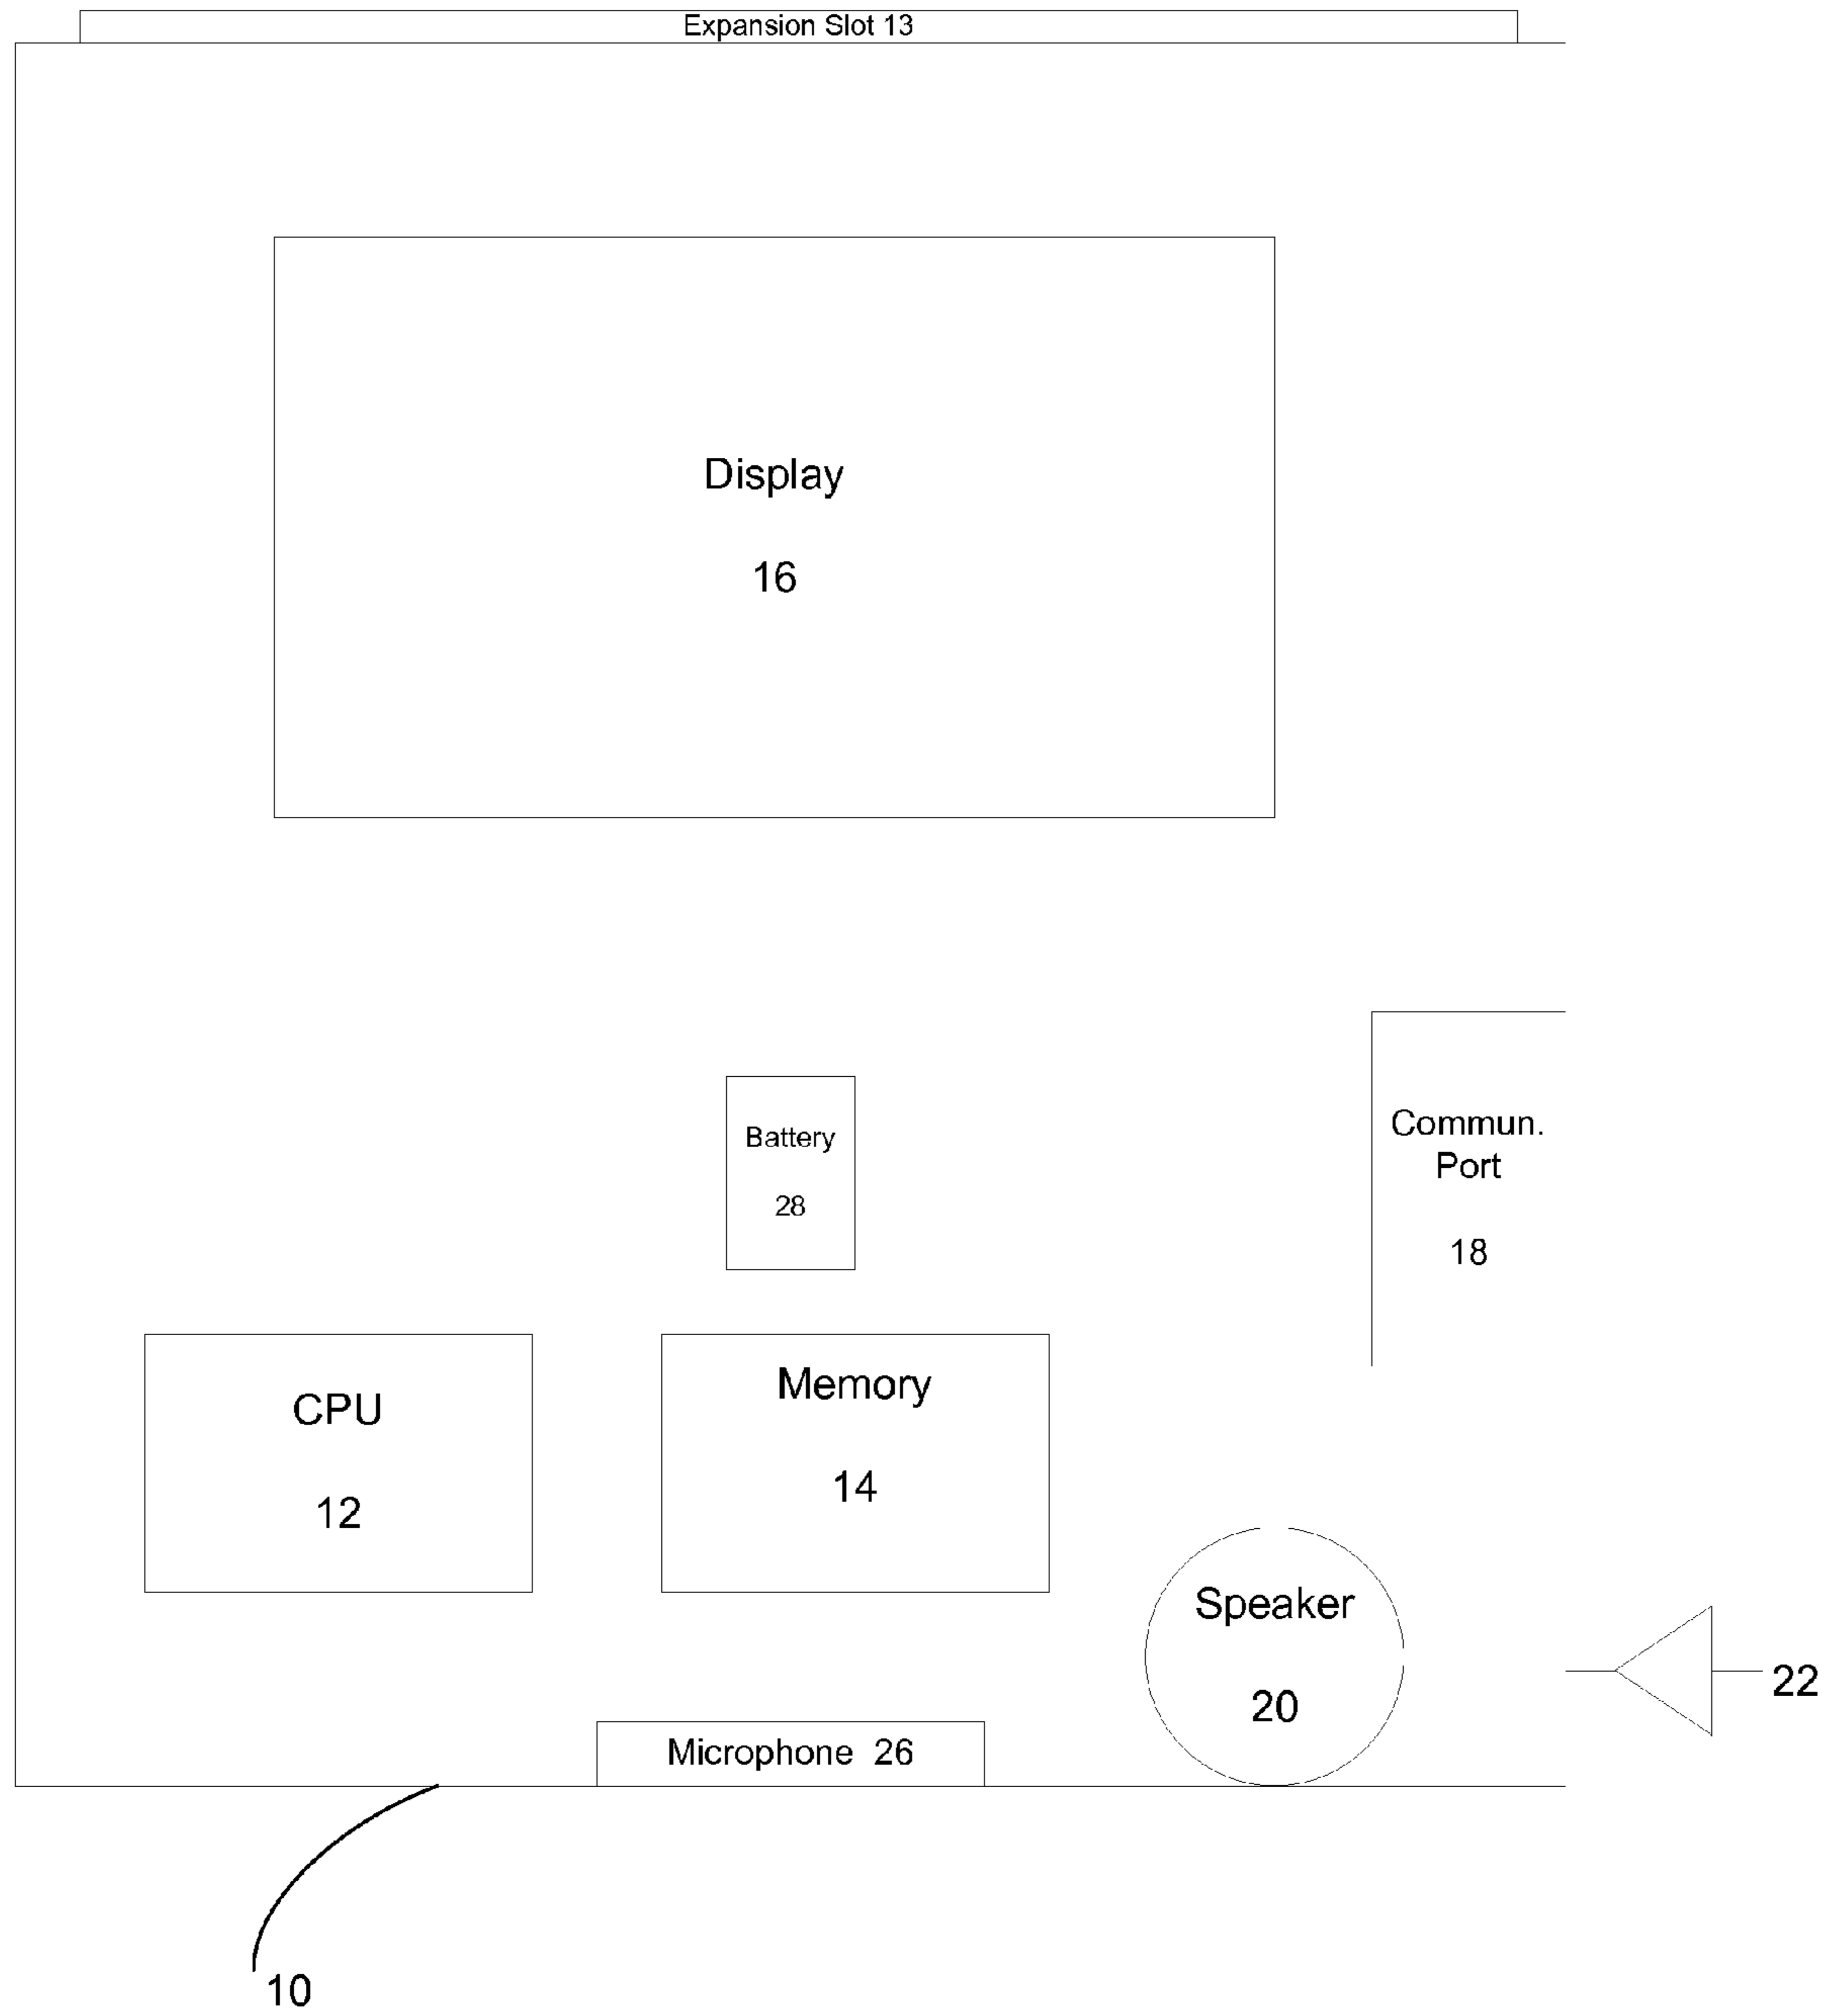 Expansion Slot 13
Display
16
Battery
28
Commun.
Port
18
CPU
12
Memory
14
Speaker
20
22
Microphone 26
10